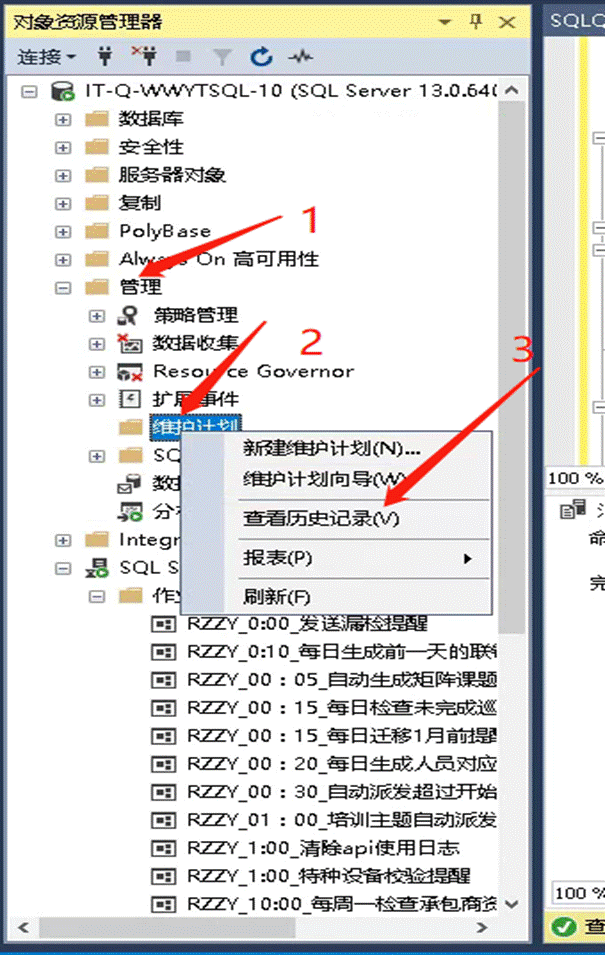 对象资源管理器
SQLQ
连接
IT-Q-WWYTSQL-10 (SQL Server 13.0.640
数据库
安全性
服务器对象
复制
PolyBase
1
Always On 高可用性
管理
策略管理
数据收集
2
Resource Governor
3
扩展事件
维护计划
新建维护计划(N)...
SQ
维护计划向导(W)
数据
100 %
查看历史记录(V)
分
命
Integr
报表(P)
SQL S
完
作
刷新(F)
RZZY_0:00_发送漏检提醒
RZZY_0:10_每日生成前一天的联
RZZY_00：05_自动生成矩阵课题
RZZY_00：15_每日检查未完成巡
RZZY_00：15_每日迁移1月前提醒
RZZY_00：20_每日生成人员对应
RZZY_00：30_自动派发超过开始
RZZY_01：00_培训主题自动派发
RZZY_1:00_清除api使用日志
RZZY_1:00_特种设备校验提醒
RZZY_10:00_每周一检查承包商资
100 %
查